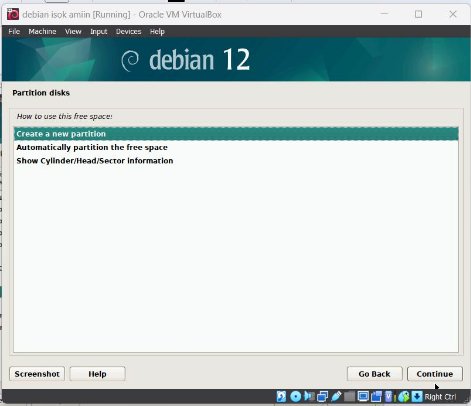 debian isok amiin [Running] - Oracle VM VirtualBox
File Machine View Input Devices Help
debian 12
Partition disks
How to use this free space:
Create a new partition
Automatically partition the free space
Show Cylinder/Head/Sector information
Screenshot Help Go Back Continue
Right Ctrl